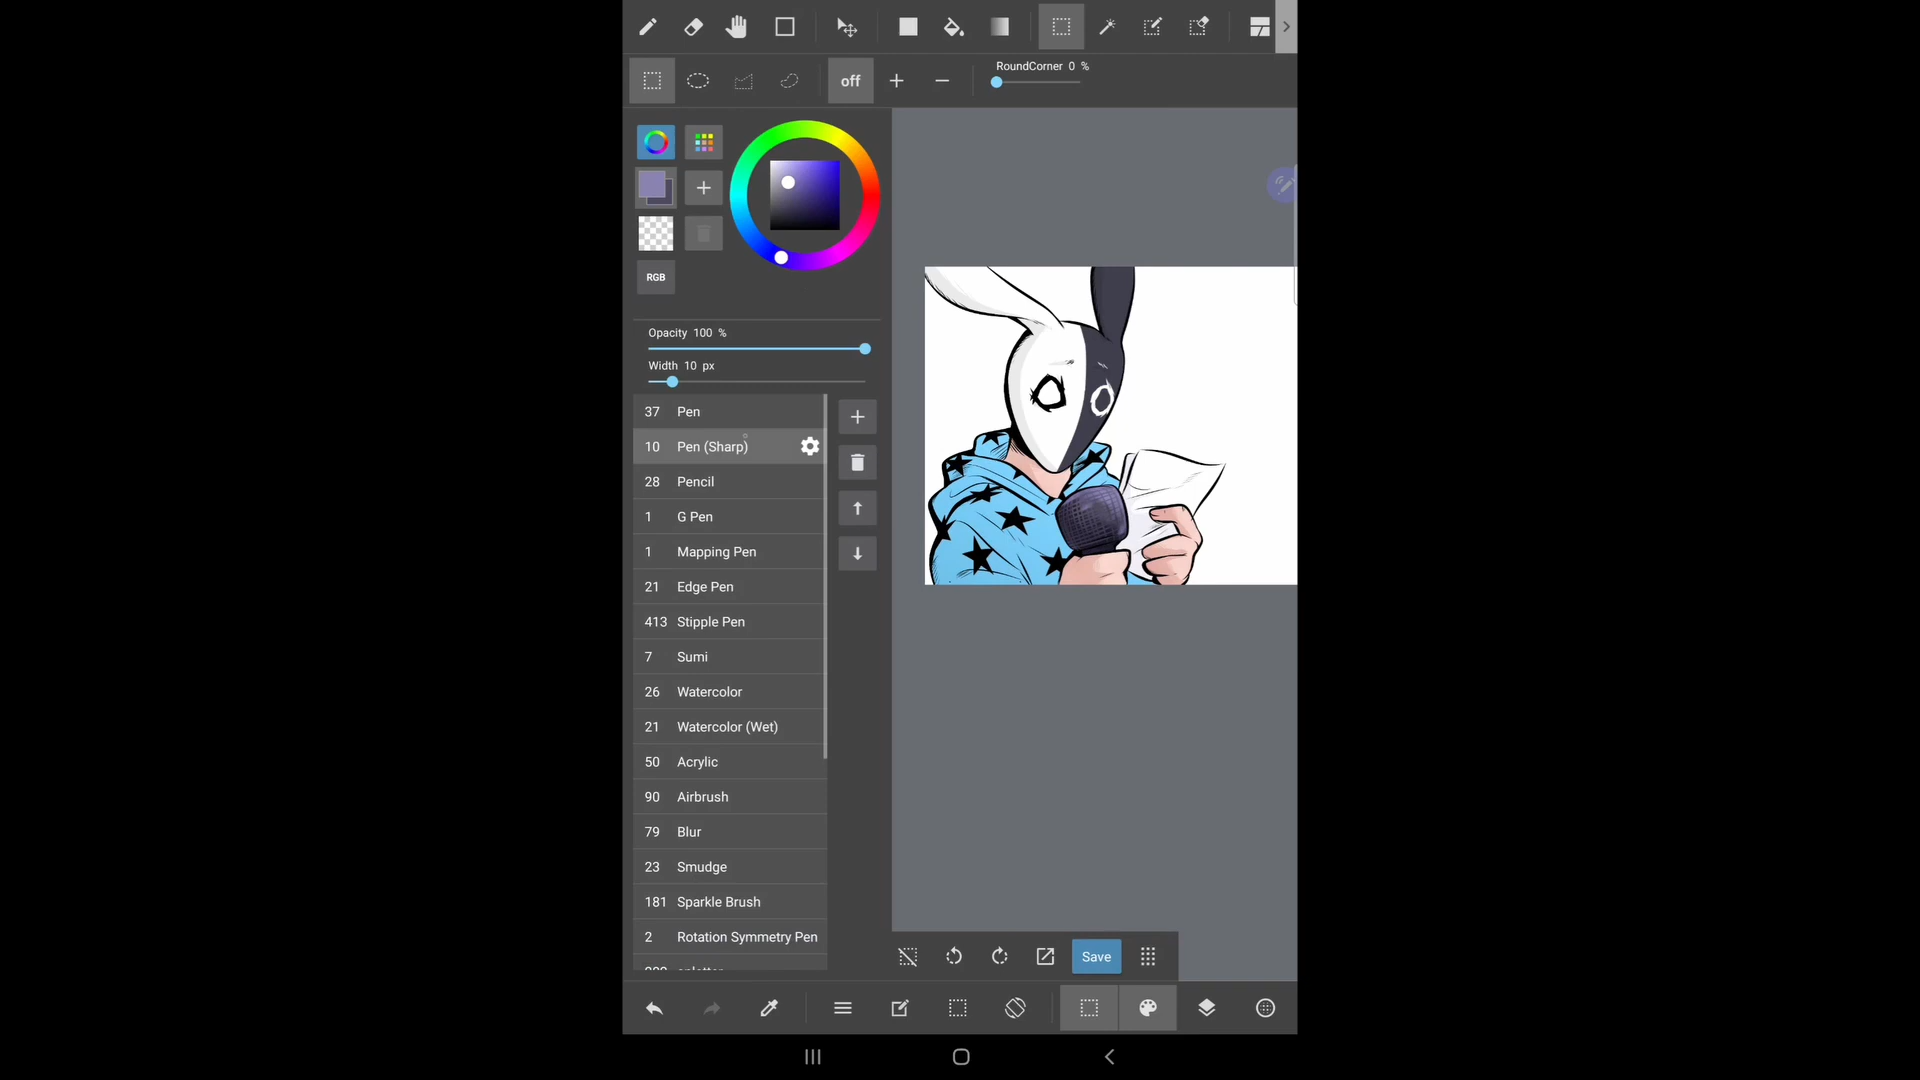 off
RoundCorner 0 %
RGB
Opacity 100 %
Width 10 px
37 Pen
10 Pen (Sharp)
28 Pencil
1 G Pen
1 Mapping Pen
21 Edge Pen
413 Stipple Pen
7 Sumi
26 Watercolor
21 Watercolor (Wet)
50 Acrylic
90 Airbrush
79 Blur
23 Smudge
181 Sparkle Brush
2 Rotation Symmetry Pen
Save